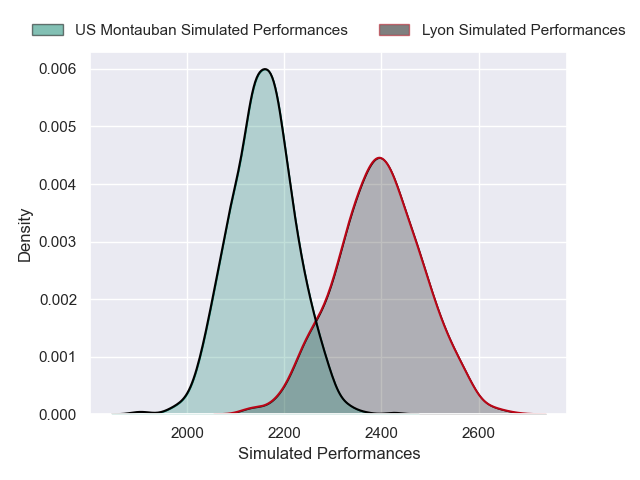 US Montauban Simulated Performances
Lyon Simulated Performances
0.006
0.005
0.004
0.003
0.002
0.001
0.000
Density
2000 2200 2400 2600
Simulated Performances